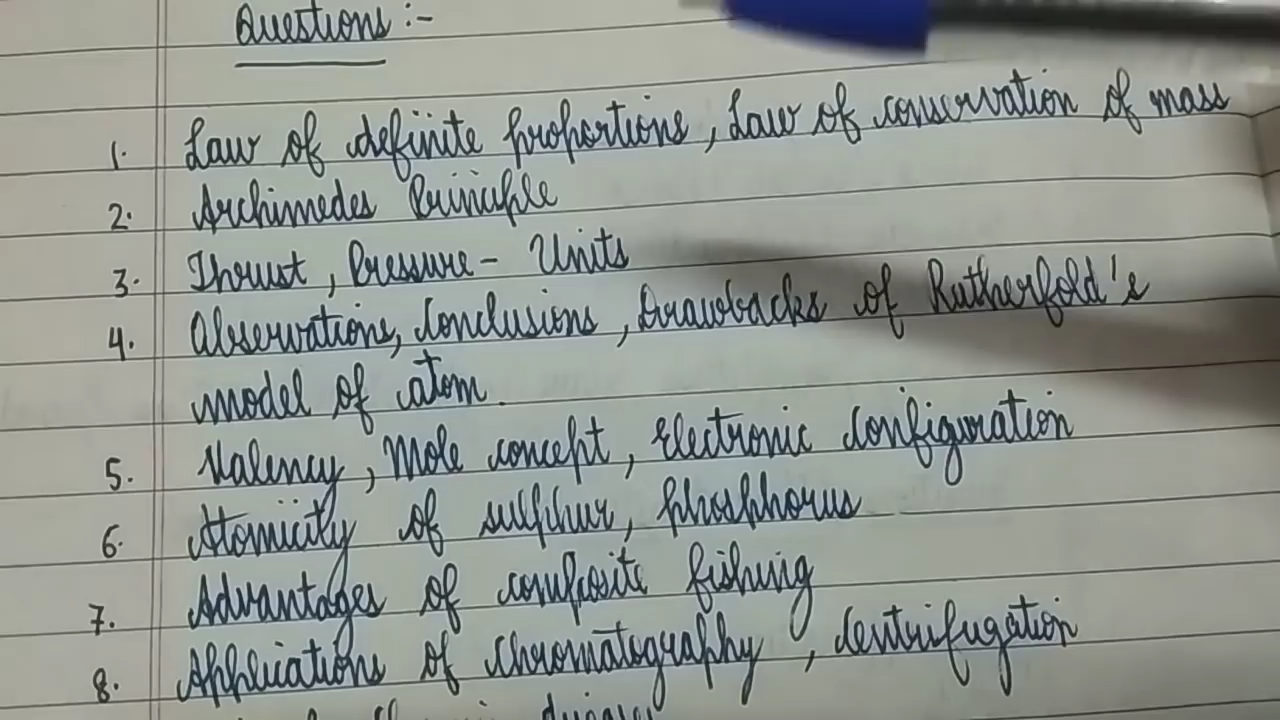 Questions :-
1. Law of definite proportions, Law of conservation of mass
2. Archimedes Principle
3. Thrust, Pressure - Units
4. Observations, Conclusions, Drawbacks of Rutherfold's
model of atom.
5. Valency, Mole concept, Electronic configuration
6. Atomicity of sulphur, phosphorus
7. Advantages of composite fishing
8. Applications of chromatography, centrifugation